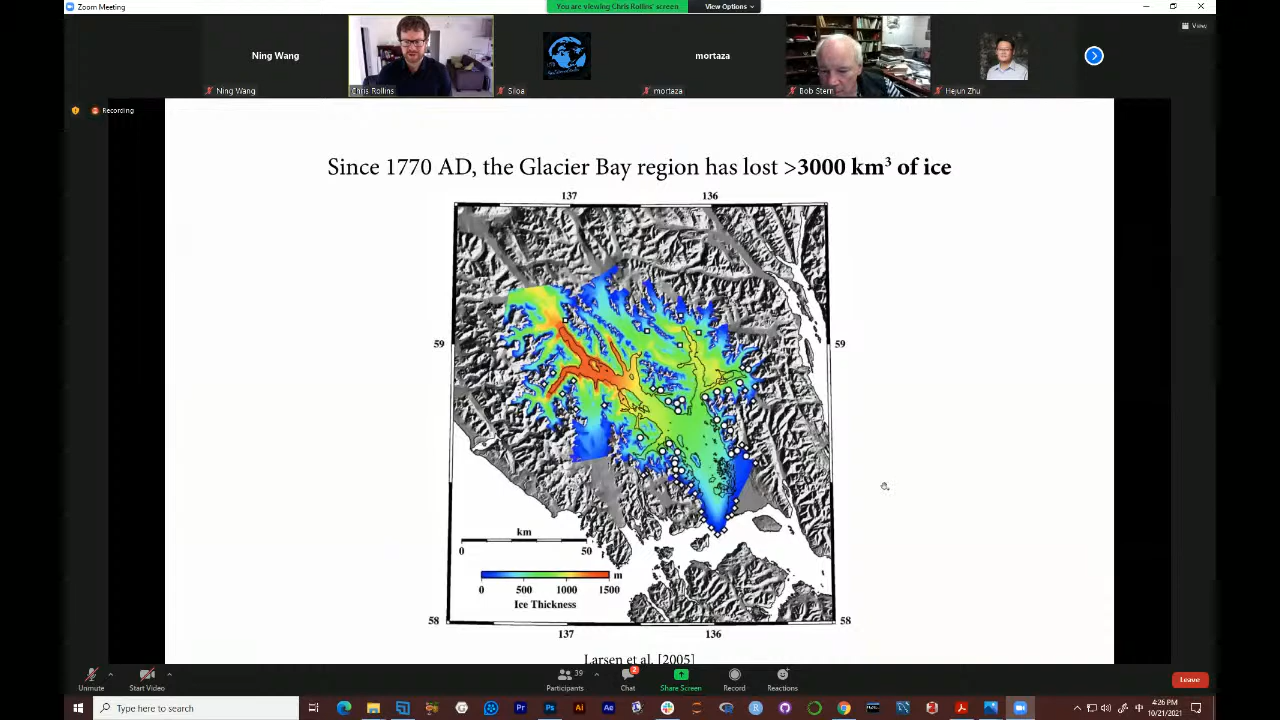 Zoom Meeting
You are viewing Chris Rollins' screen
View Options
View
Ning Wang
mortaza
Ning Wang
Chris Rollins
Siloa
mortaza
Bob Stern
Hejun Zhu
Recording
Since 1770 AD, the Glacier Bay region has lost >3000 km³ of ice
137 136
59 59
km
0 50
m
0 500 1000 1500
Ice Thickness
58 58
137 136
Larsen et al. [2005]
Unmute
Start Video
39
Participants
2
Chat
Share Screen
Record
Reactions
Leave
Type here to search
4:26 PM
10/21/2021